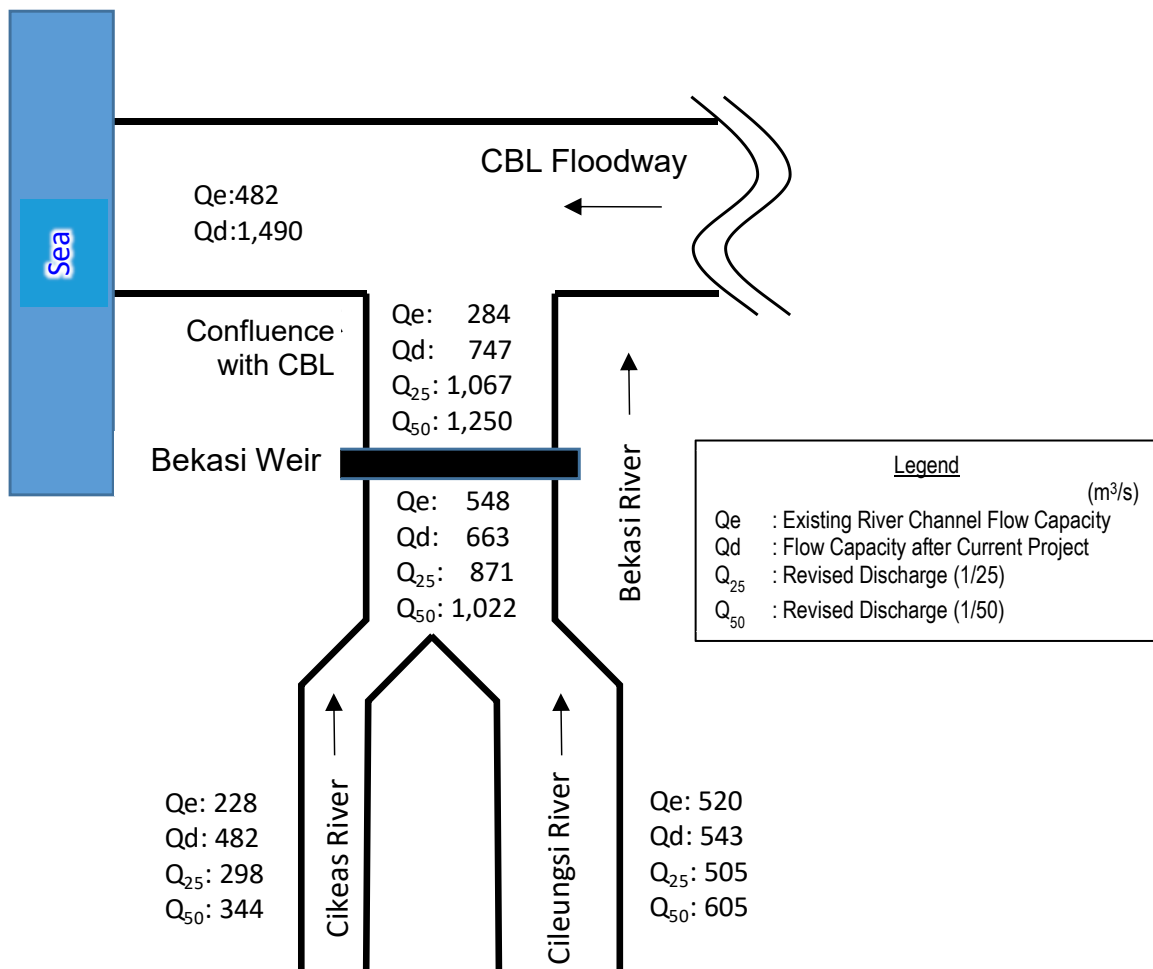 CBL Floodway
Qe:482
Qd:1,490
Sea
Confluence
with CBL
Qe: 284
Qd: 747
Q25: 1,067
Q50: 1,250
Bekasi Weir
Bekasi River
Qe: 548
Qd: 663
Q25: 871
Q50: 1,022
Legend
(m³/s)
Qe : Existing River Channel Flow Capacity
Qd : Flow Capacity after Current Project
Q25 : Revised Discharge (1/25)
Q50 : Revised Discharge (1/50)
Qe: 228
Qd: 482
Q25: 298
Q50: 344
Cikeas River
Cileungsi River
Qe: 520
Qd: 543
Q25: 505
Q50: 605